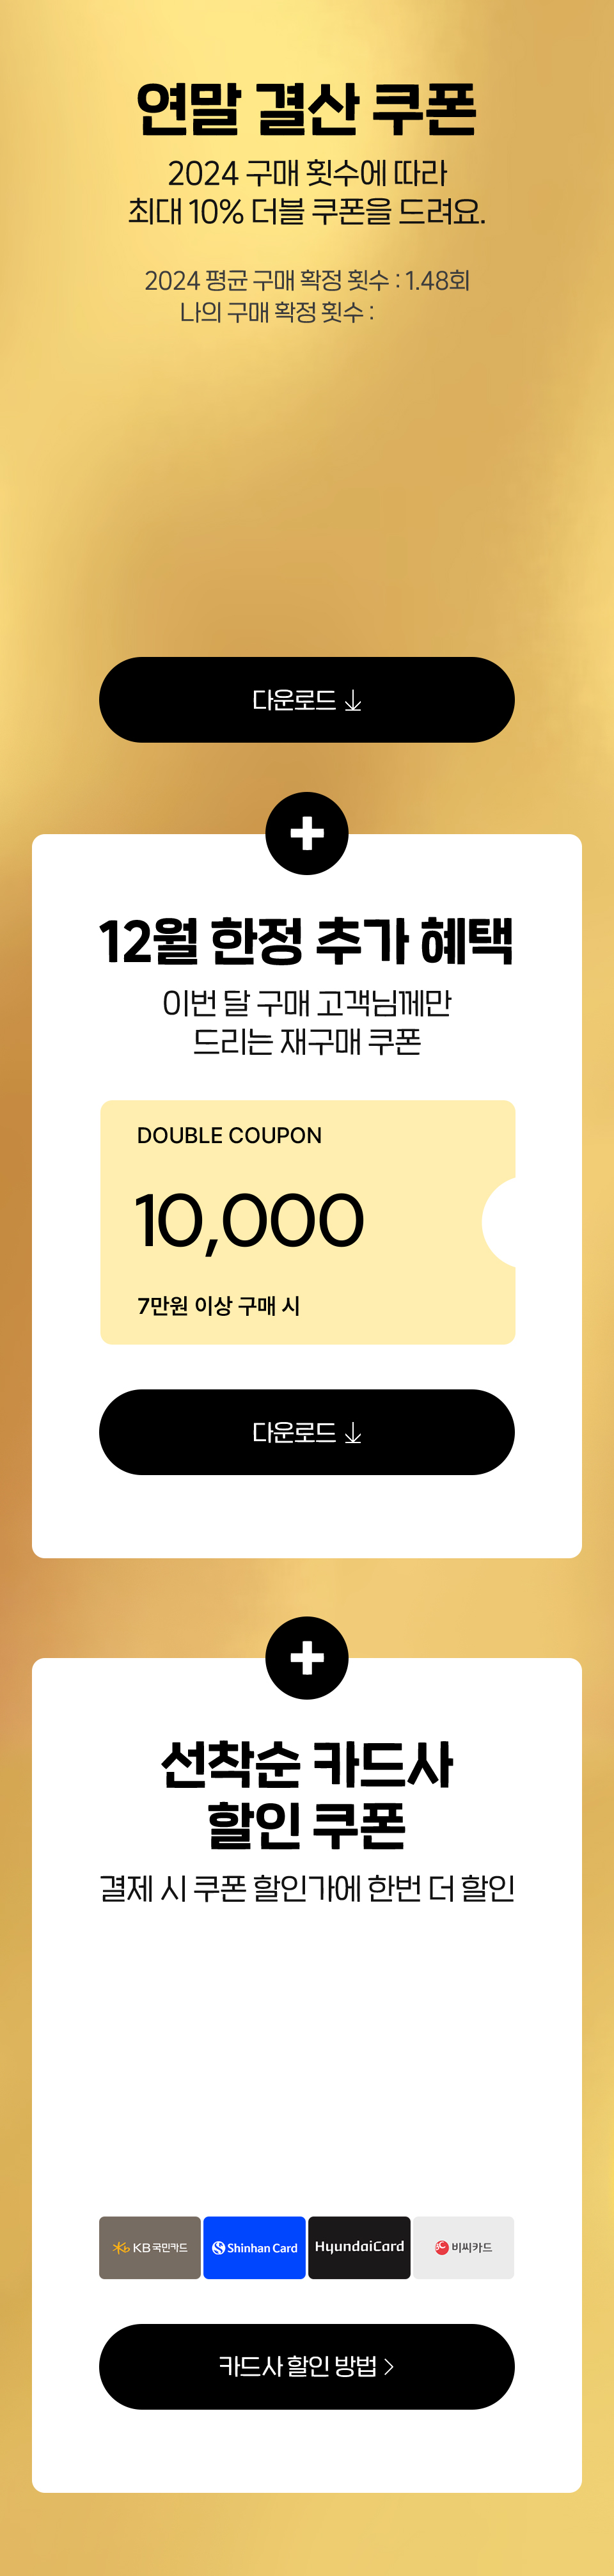 연말 결산 쿠폰
2024 구매 횟수에 따라
최대 10% 더블 쿠폰을 드려요.
2024 평균 구매 확정 횟수 : 1.48회
나의 구매 확정 횟수 :
다운로드
12월 한정 추가 혜택
이번 달 구매 고객님께만
드리는 재구매 쿠폰
DOUBLE COUPON
10,000
7만원 이상 구매 시
다운로드
선착순 카드사
할인 쿠폰
결제 시 쿠폰 할인가에 한번 더 할인
KB국민카드 Shinhan Card HyundaiCard 비씨카드
카드사 할인 방법 >